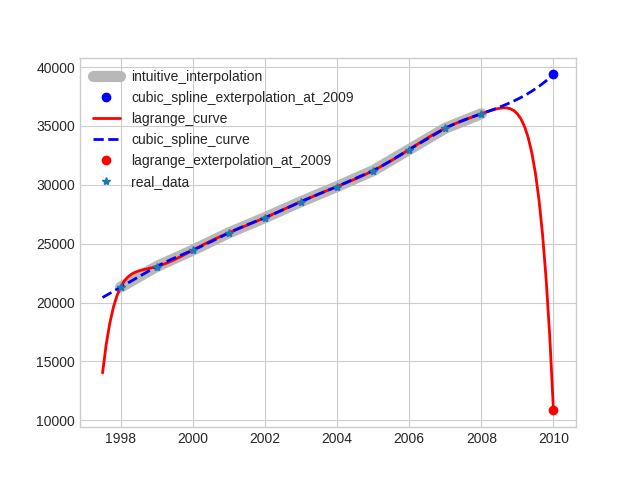 40000
35000
30000
25000
20000
15000
10000
intuitive_interpolation
cubic_spline_exterpolation_at_2009
lagrange_curve
cubic_spline_curve
lagrange_exterpolation_at_2009
real_data
1998 2000 2002 2004 2006 2008 2010